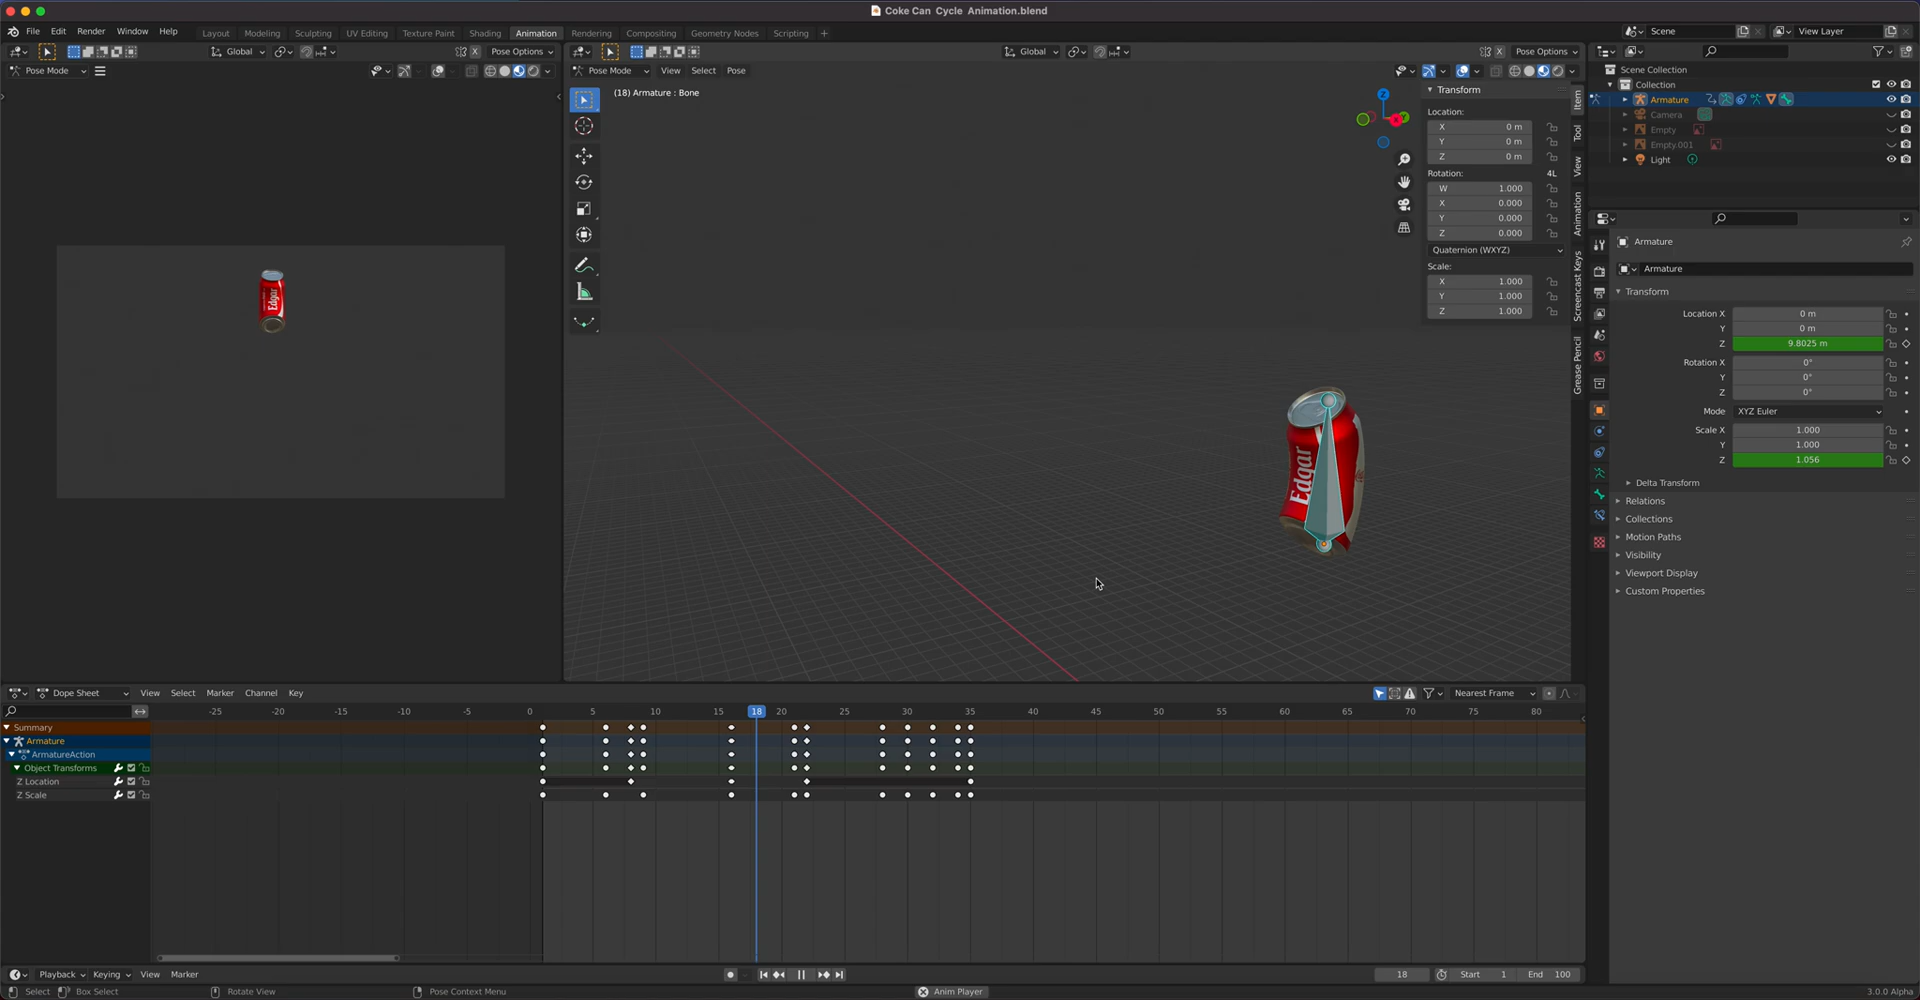 Coke Can Cycle Animation.blend
File Edit Render Window Help Layout Modeling Sculpting UV Editing Texture Paint Shading Animation Rendering Compositing Geometry Nodes Scripting + Scene View Layer
Global X Pose Options Global X Pose Options
Pose Mode Pose Mode View Select Pose
(18) Armature : Bone
Z
X
Edgar
Edgar
Transform
Location:
X 0 m
Y 0 m
Z 0 m
Rotation: 4L
W 1.000
X 0.000
Y 0.000
Z 0.000
Quaternion (WXYZ)
Scale:
X 1.000
Y 1.000
Z 1.000
Item
Tool
View
Animation
Screencast Keys
Grease Pencil
Scene Collection
Collection
Armature
Camera
Empty
Empty.001
Light
Armature
Armature
Transform
Location X 0 m
Y 0 m
Z 9.8025 m
Rotation X 0°
Y 0°
Z 0°
Mode XYZ Euler
Scale X 1.000
Y 1.000
Z 1.056
Delta Transform
Relations
Collections
Motion Paths
Visibility
Viewport Display
Custom Properties
Dope Sheet View Select Marker Channel Key Nearest Frame
-25 -20 -15 -10 -5 0 5 10 15 18 20 25 30 35 40 45 50 55 60 65 70 75 80
Summary
Armature
ArmatureAction
Object Transforms
Z Location
Z Scale
Playback Keying View Marker 18 Start 1 End 100
Select Box Select Rotate View Pose Context Menu Anim Player 3.0.0 Alpha